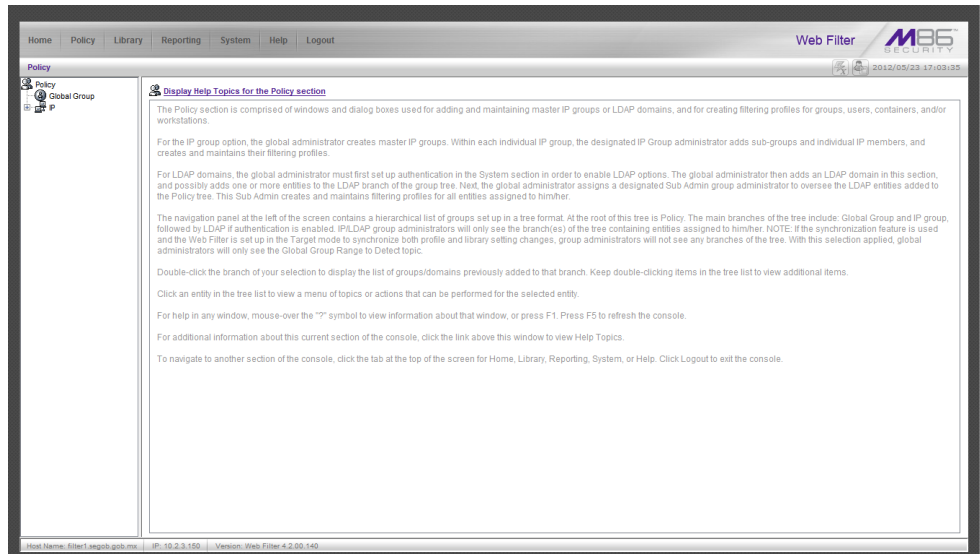 Home Policy Library Reporting System Help Logout
Web Filter
M86
SECURITY
Policy
2012/05/23 17:03:35
Policy
Global Group
IP
Display Help Topics for the Policy section
The Policy section is comprised of windows and dialog boxes used for adding and maintaining master IP groups or LDAP domains, and for creating filtering profiles for groups, users, containers, and/or
workstations.
For the IP group option, the global administrator creates master IP groups. Within each individual IP group, the designated IP Group administrator adds sub-groups and individual IP members, and
creates and maintains their filtering profiles.
For LDAP domains, the global administrator must first set up authentication in the System section in order to enable LDAP options. The global administrator then adds an LDAP domain in this section,
and possibly adds one or more entities to the LDAP branch of the group tree. Next, the global administrator assigns a designated Sub Admin group administrator to oversee the LDAP entities added to
the Policy tree. This Sub Admin creates and maintains filtering profiles for all entities assigned to him/her.
The navigation panel at the left of the screen contains a hierarchical list of groups set up in a tree format. At the root of this tree is Policy. The main branches of the tree include: Global Group and IP group,
followed by LDAP if authentication is enabled. IP/LDAP group administrators will only see the branch(es) of the tree containing entities assigned to him/her. NOTE: If the synchronization feature is used
and the Web Filter is set up in the Target mode to synchronize both profile and library setting changes, group administrators will not see any branches of the tree. With this selection applied, global
administrators will only see the Global Group Range to Detect topic.
Double-click the branch of your selection to display the list of groups/domains previously added to that branch. Keep double-clicking items in the tree list to view additional items.
Click an entity in the tree list to view a menu of topics or actions that can be performed for the selected entity.
For help in any window, mouse-over the "?" symbol to view information about that window, or press F1. Press F5 to refresh the console.
For additional information about this current section of the console, click the link above this window to view Help Topics.
To navigate to another section of the console, click the tab at the top of the screen for Home, Library, Reporting, System, or Help. Click Logout to exit the console.
Host Name: filter1.segob.gob.mx IP: 10.2.3.150 Version: Web Filter 4.2.00.140